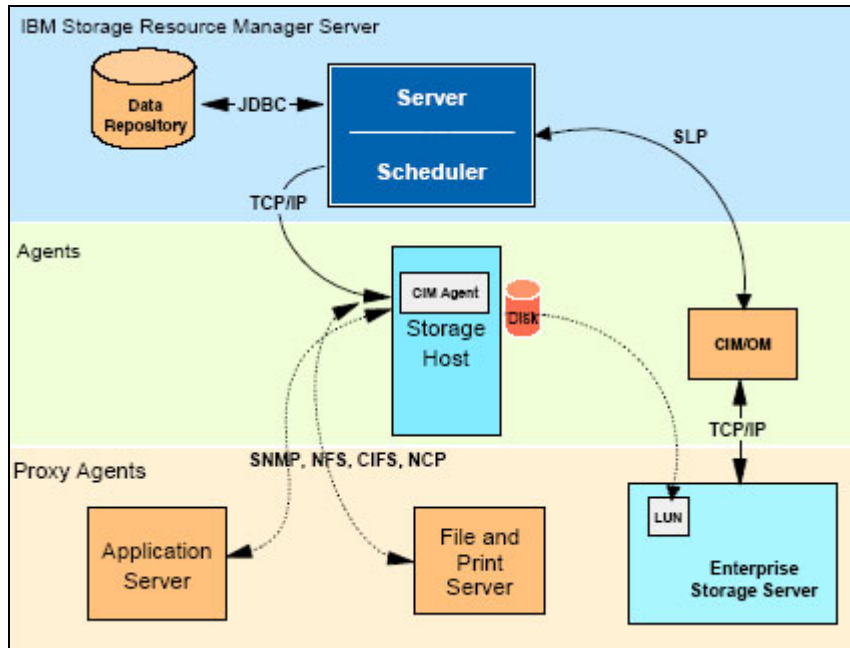 IBM Storage Resource Manager Server
Data
Repository
JDBC
Server
Scheduler
SLP
TCP/IP
Agents
CIM Agent
Storage
Host
Disk
CIM/OM
TCP/IP
SNMP, NFS, CIFS, NCP
Proxy Agents
Application
Server
File and
Print
Server
LUN
Enterprise
Storage Server